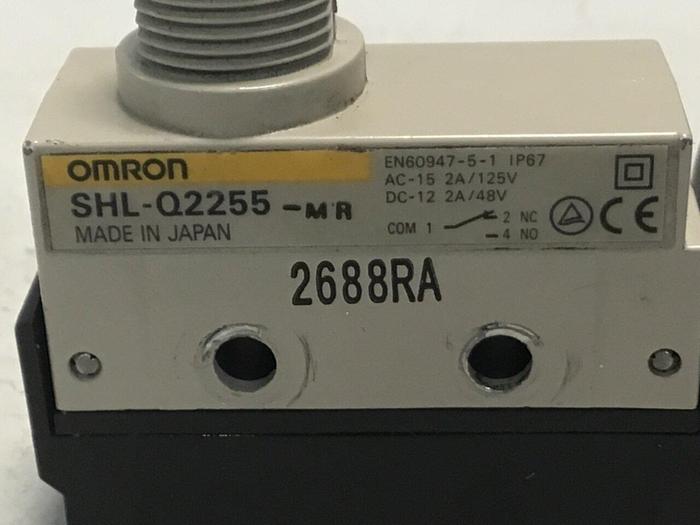 OMRON
SHL-Q2255-MR
MADE IN JAPAN
EN60947-5-1 IP67
AC-15 2A/125V
DC-12 2A/48V
COM 1 2 NC
4 NO
CE
2688RA